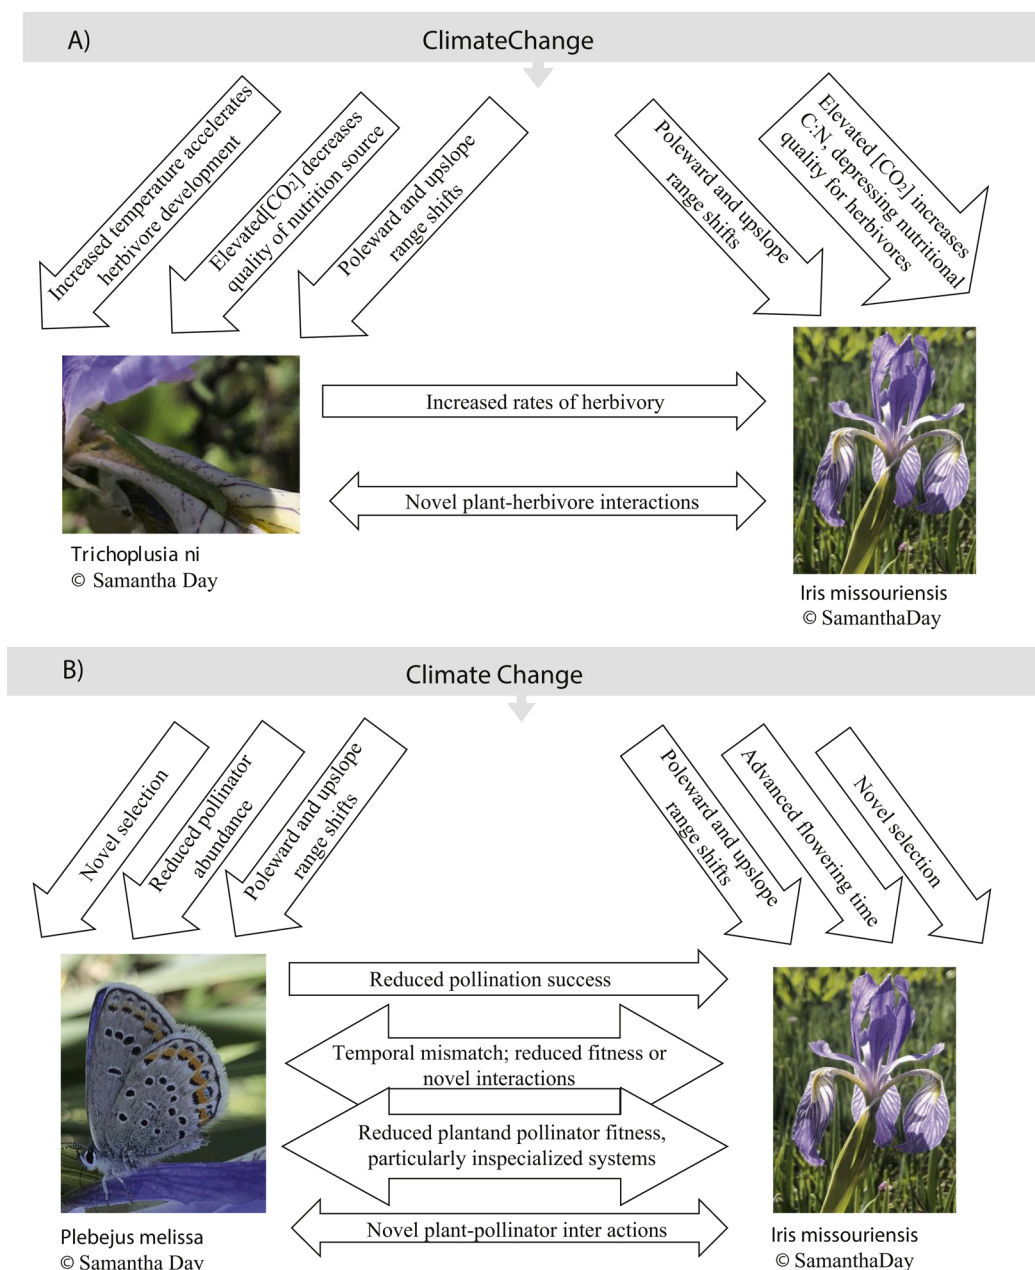 A)
ClimateChange
Increased temperature accelerates
herbivore development
Elevated[CO2] decreases
quality of nutrition source
Poleward and upslope
range shifts
Poleward and upslope
range shifts
Elevated [CO2] increases
C:N, depressing nutritional
quality for herbivores
Increased rates of herbivory
Novel plant-herbivore interactions
Trichoplusia ni
© Samantha Day
Iris missouriensis
© SamanthaDay
B)
Climate Change
Novel selection
Reduced pollinator
abundance
Poleward and upslope
range shifts
Poleward and upslope
range shifts
Advanced flowering time
Novel selection
Reduced pollination success
Temporal mismatch; reduced fitness or
novel interactions
Reduced plantand pollinator fitness,
particularly inspecialized systems
Novel plant-pollinator inter actions
Plebejus melissa
© Samantha Day
Iris missouriensis
© SamanthaDay